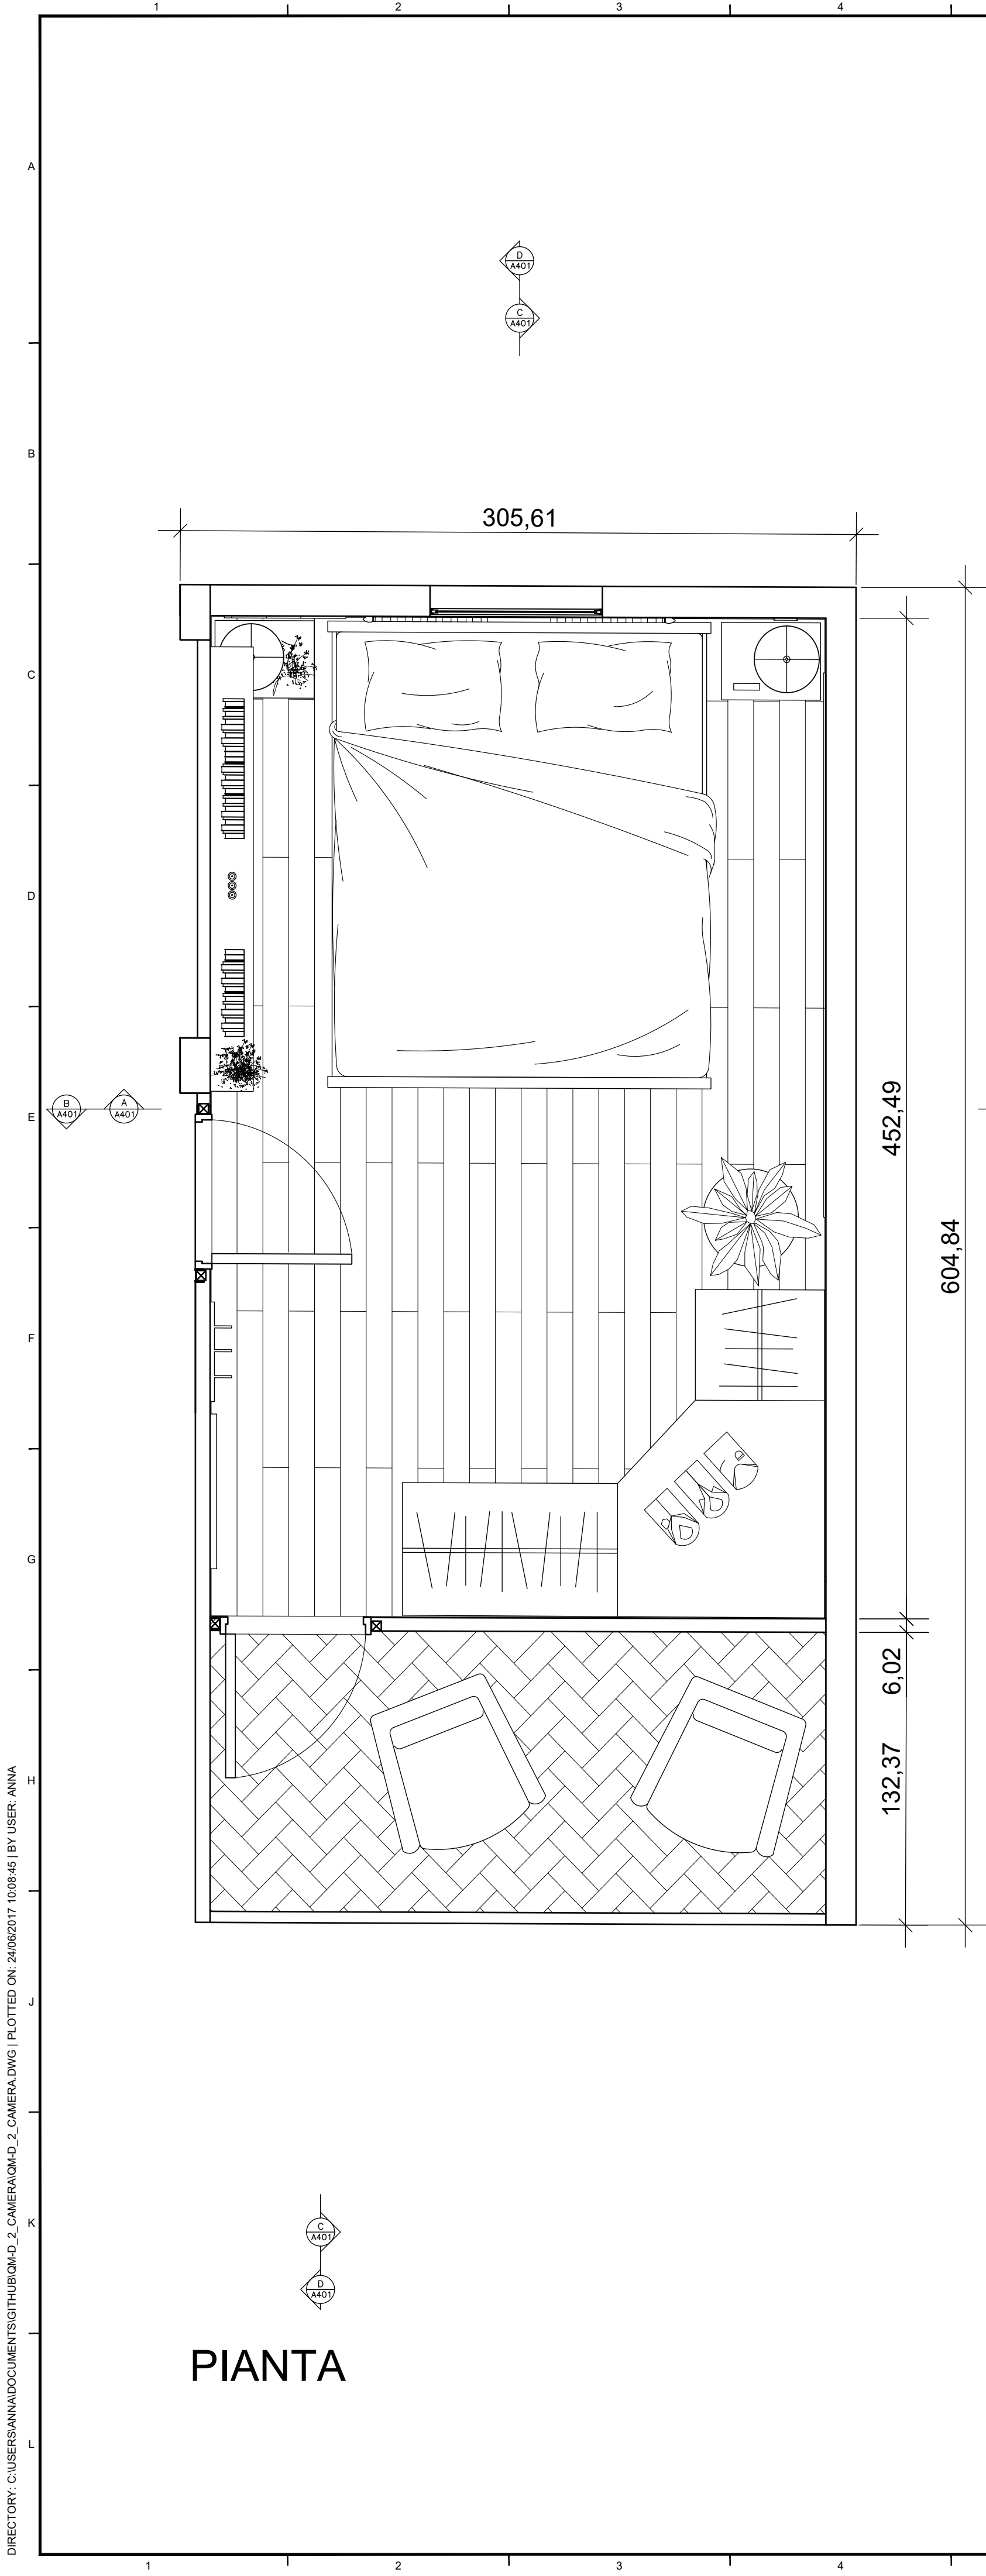 1 2 3 4
A
D
A401
C
A401
B
305,61
C
D
452,49
B
A401
A
A401
E
604,84
F
G
6,02
132,37
H
DIRECTORY: C:\USERS\ANNA\DOCUMENTS\GITHUB\QM-D_2_CAMERA\QM-D_2_CAMERA.DWG | PLOTTED ON: 24/06/2017 10:08:45 | BY USER: ANNA
J
C
A401
K
D
A401
PIANTA
L
1 2 3 4